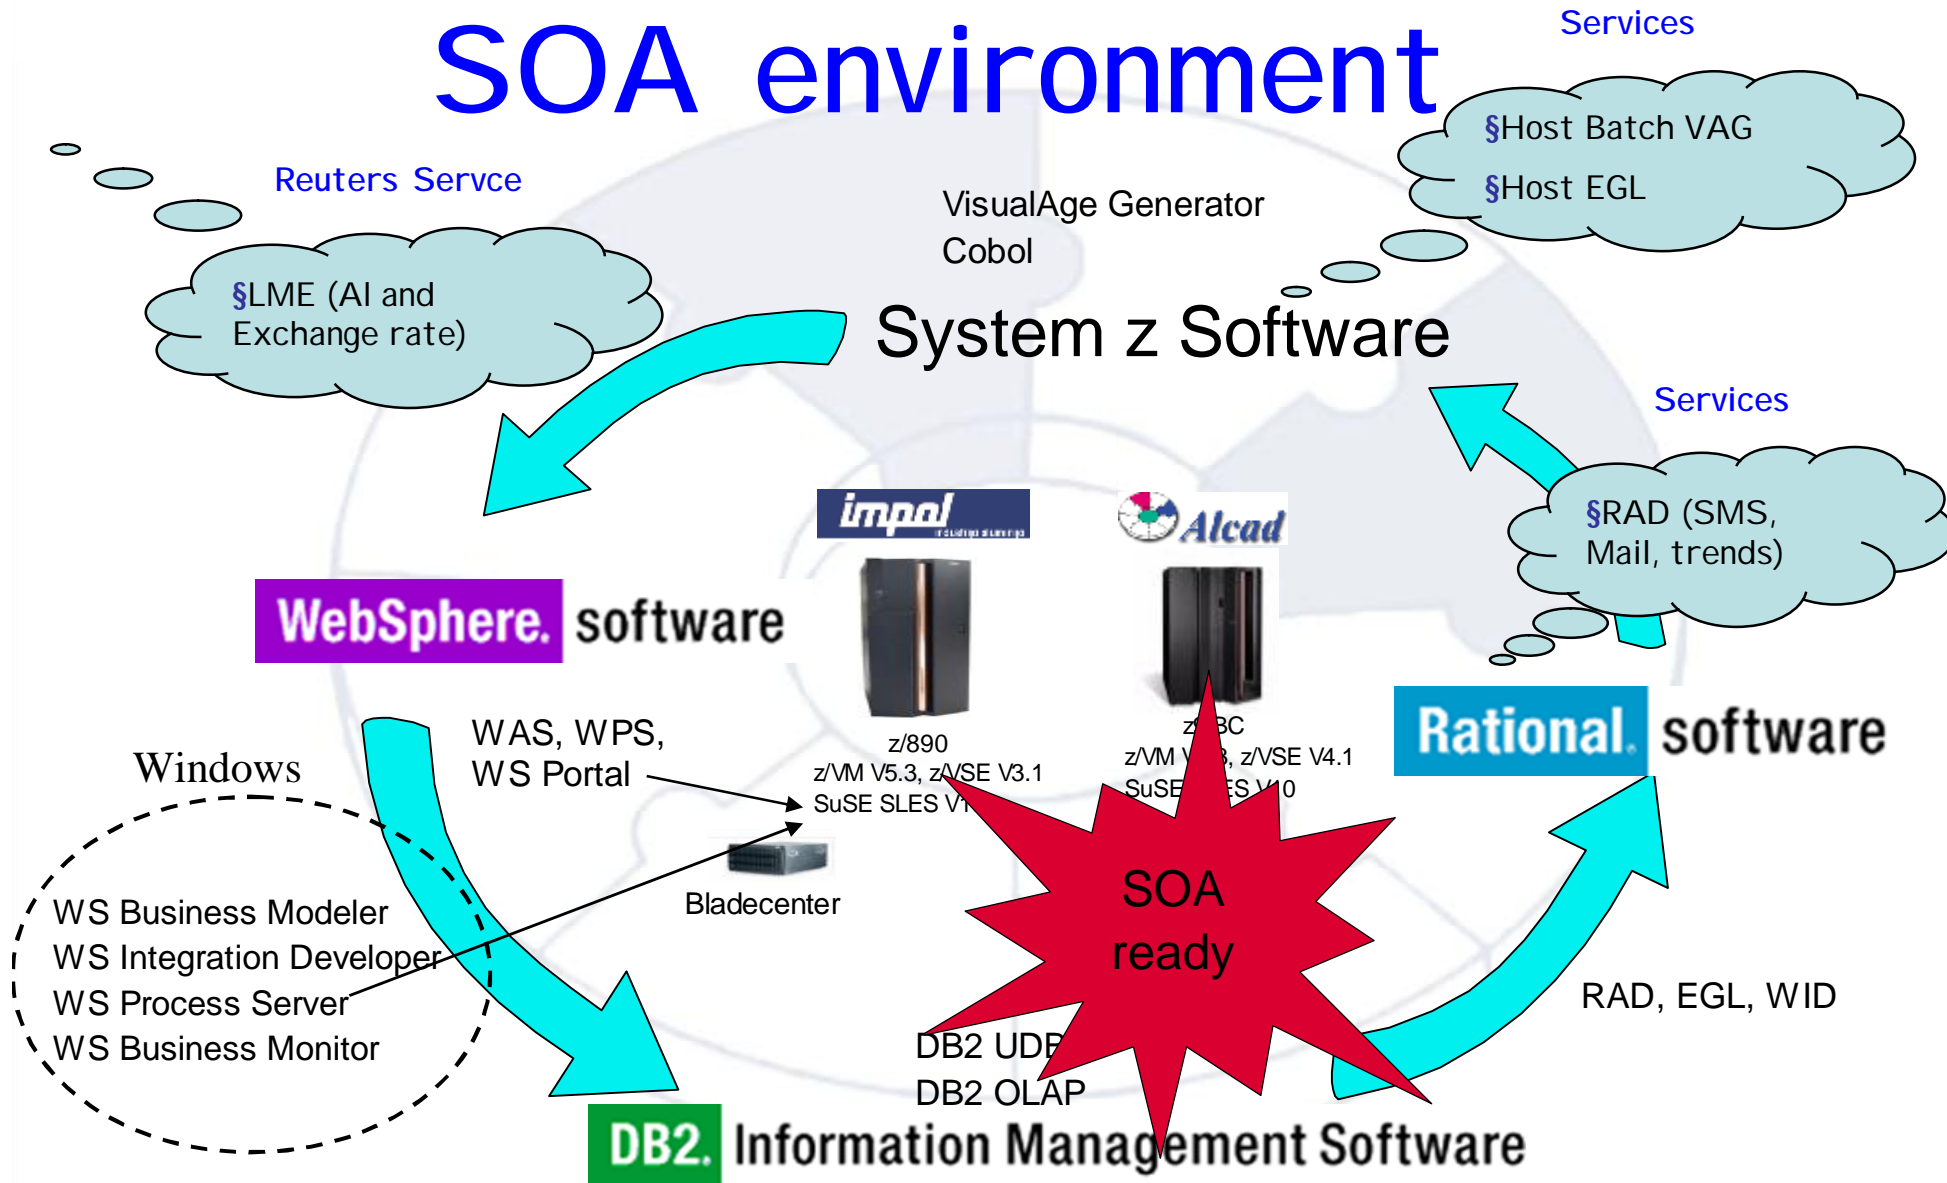 SOA environment
Services
§Host Batch VAG
§Host EGL
Reuters Servce
§LME (Al and
Exchange rate)
VisualAge Generator
Cobol
System z Software
Services
§RAD (SMS,
Mail, trends)
impol
industrija aluminija
Alcad
WebSphere. software
Rational. software
z/890
z/VM V5.3, z/VSE V3.1
SuSE SLES
z/VM z/VSE V4.1
SuSE
WAS, WPS,
WS Portal
Windows
Bladecenter
WS Business Modeler
WS Integration Developer
WS Process Server
WS Business Monitor
SOA
ready
RAD, EGL, WID
DB2 UDB
DB2 OLAP
DB2. Information Management Software